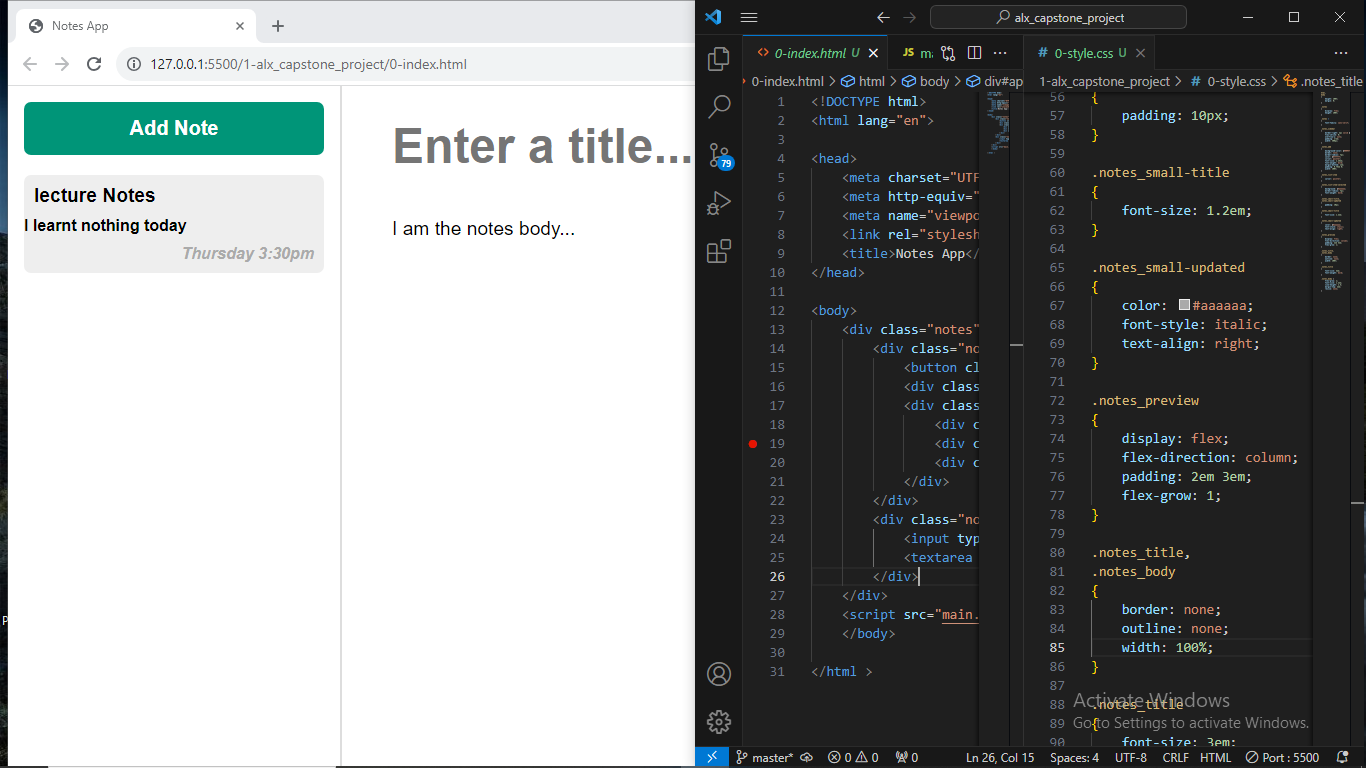 Notes App
127.0.0.1:5500/1-alx_capstone_project/0-index.html
Add Note
lecture Notes
I learnt nothing today
Thursday 3:30pm
Enter a title...
I am the notes body...
alx_capstone_project
79
0-index.html U
JS m
0-index.html > html > body > div#ap
1 <!DOCTYPE html>
2 <html lang="en">
3
4 <head>
5 <meta charset="UTF
6 <meta http-equiv="
7 <meta name="viewpo
8 <link rel="stylesh
9 <title>Notes App</
10 </head>
11
12 <body>
13 <div class="notes"
14 <div class="no
15 <button cl
16 <div class
17 <div class
18 <div c
19 <div c
20 <div c
21 </div>
22 </div>
23 <div class="no
24 <input typ
25 <textarea
26 </div>
27 </div>
28 <script src="main.
29 </body>
30
31 </html >
# 0-style.css U
1-alx_capstone_project > # 0-style.css > .notes_title
56 {
57 padding: 10px;
58 }
59
60 .notes_small-title
61 {
62 font-size: 1.2em;
63 }
64
65 .notes_small-updated
66 {
67 color: #aaaaaa;
68 font-style: italic;
69 text-align: right;
70 }
71
72 .notes_preview
73 {
74 display: flex;
75 flex-direction: column;
76 padding: 2em 3em;
77 flex-grow: 1;
78 }
79
80 .notes_title,
81 .notes_body
82 {
83 border: none;
84 outline: none;
85 width: 100%;
86 }
87
88 .notes_title
89 {
90 font-size: 3em;
Activate Windows
Go to Settings to activate Windows.
master* 0 0 0 Ln 26, Col 15 Spaces: 4 UTF-8 CRLF HTML Port : 5500